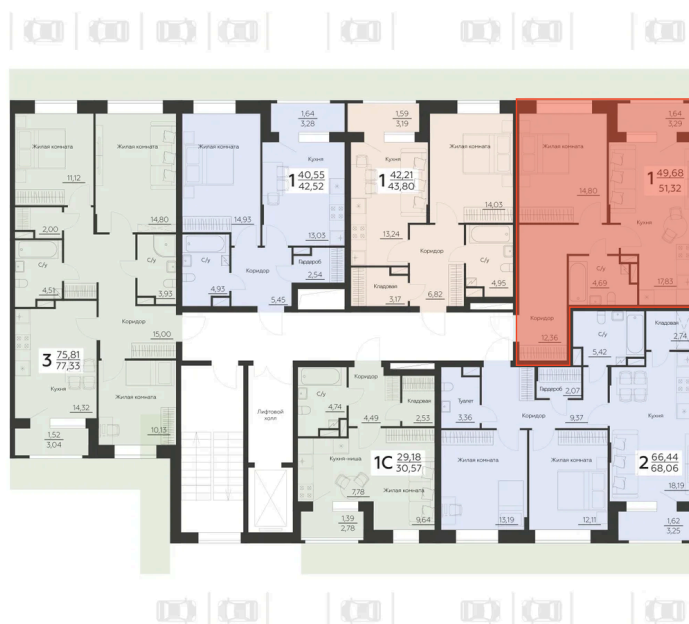 Жилая комната
11,12
2,00
С/у
4,51
Жилая комната
14,80
С/у
3,93
Коридор
15,00
3 75,81
77,33
Кухня
14,32
1,52
3,04
Жилая комната
10,13
Жилая комната
14,93
1,64
3,28
Кухня
1 40,55
42,52
13,03
С/у
4,93
Коридор
5,45
Гардероб
2,54
1,59
3,19
Кухня
1 42,21
43,80
13,24
Жилая комната
14,03
Коридор
6,82
Кладовая
3,17
С/у
4,95
Жилая комната
14,80
1,64
3,29
1 49,68
51,32
Кухня
17,83
С/у
4,69
Коридор
12,36
Лифтовой
холл
С/у
4,74
Коридор
4,49
Кладовая
2,53
1С 29,18
30,57
Кухня-ниша
7,78
Жилая комната
9,64
1,39
2,78
Туалет
3,36
Коридор
9,37
Гардероб
2,07
С/у
5,42
Кладовая
2,74
Кухня
2 66,44
68,06
18,19
Жилая комната
13,19
Жилая комната
12,11
1,62
3,25